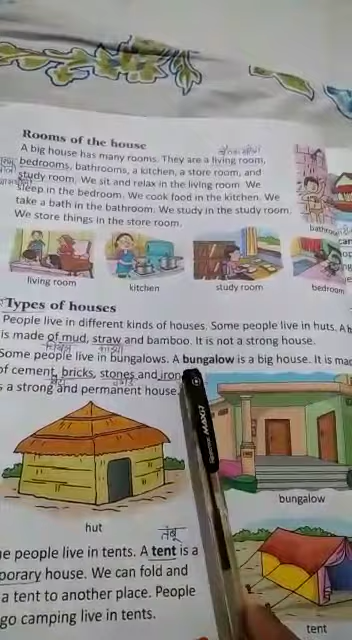 Rooms of the house
A big house has many rooms. They are a living room,
bedrooms, bathrooms, a kitchen, a store room, and
study room. We sit and relax in the living room. We
sleep in the bedroom. We cook food in the kitchen. We
take a bath in the bathroom. We study in the study room.
We store things in the store room.
bathroom
living room
kitchen
study room
bedroom
Types of houses
People live in different kinds of houses. Some people live in huts. A
is made of mud, straw and bamboo. It is not a strong house.
Some people live in bungalows. A bungalow is a big house. It is
of cement, bricks, stones and iron
a strong and permanent house.
hut
bungalow
तंबू
people live in tents. A tent is a
house. We can fold and
a tent to another place. People
go camping live in tents.
tent